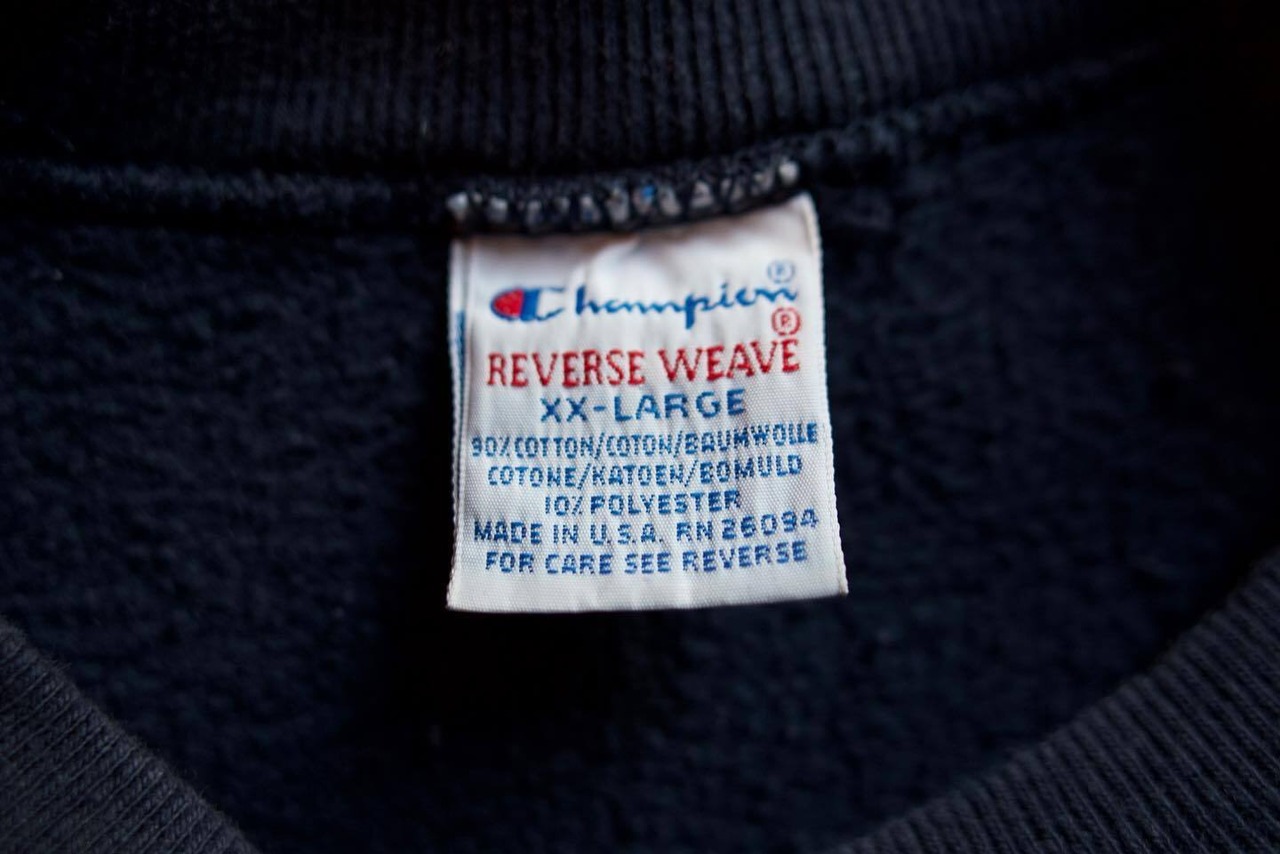 Champion®
REVERSE WEAVE®
XX-LARGE
90% COTTON/COTON/BAUMWOLLE
COTONE/KATOEN/BOMULD
10% POLYESTER
MADE IN U.S.A. RN 26094
FOR CARE SEE REVERSE